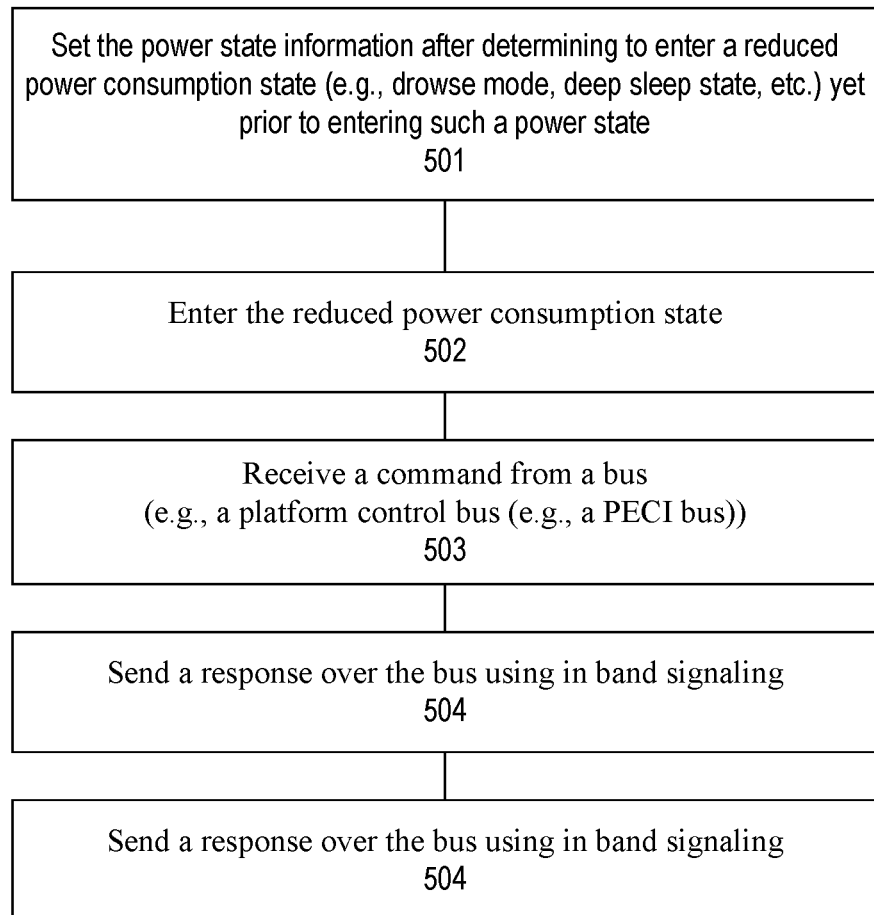 Set the power state information after determining to enter a reduced
power consumption state (e.g., drowse mode, deep sleep state, etc.) yet
prior to entering such a power state
501
Enter the reduced power consumption state
502
Receive a command from a bus
(e.g., a platform control bus (e.g., a PECI bus))
503
Send a response over the bus using in band signaling
504
Send a response over the bus using in band signaling
504